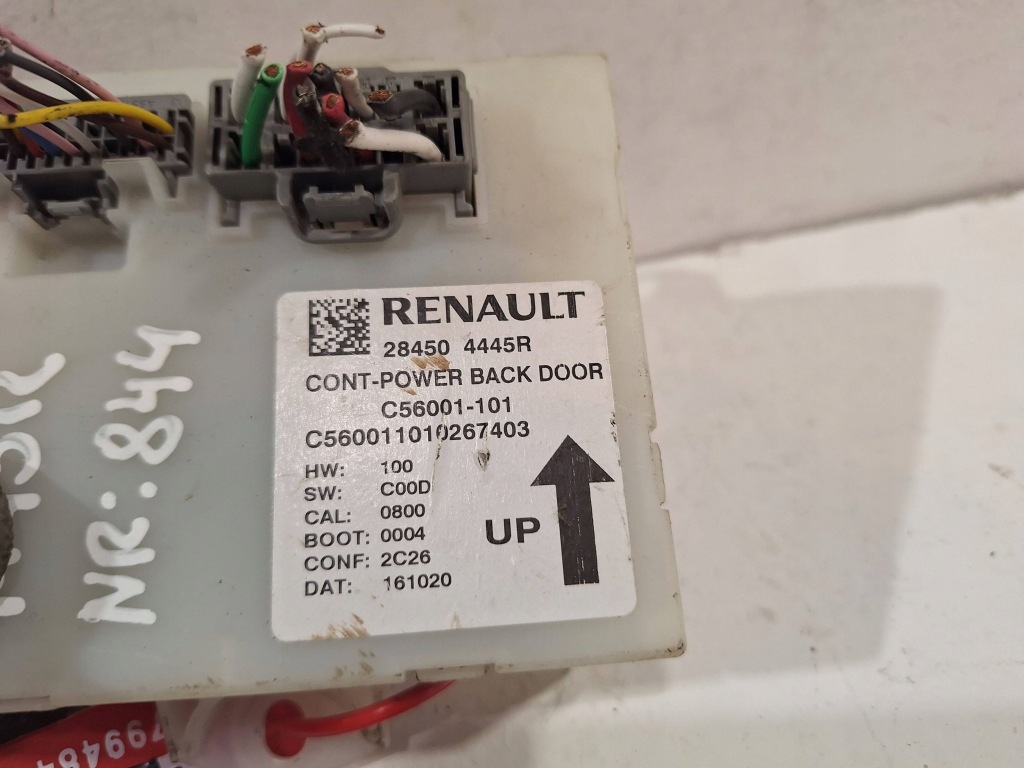 RENAULT
28450 4445R
CONT-POWER BACK DOOR
C56001-101
C560011010267403
HW: 100
SW: C00D
CAL: 0800
BOOT: 0004
CONF: 2C26
DAT: 161020
UP
NR:844
799484